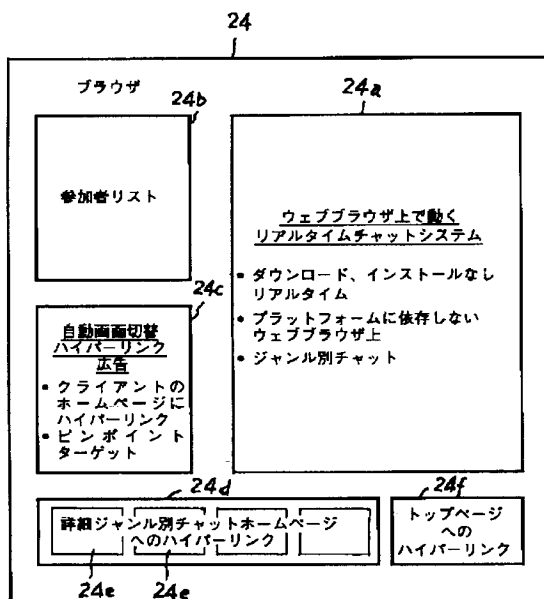 24
ブラウザ
24b
24a
参加者リスト
ウェブブラウザ上で動く
リアルタイムチャットシステム
• ダウンロード、インストールなし
リアルタイム
• プラットフォームに依存しない
ウェブブラウザ上
• ジャンル別チャット
24c
自動画面切替
ハイパーリンク
広告
• クライアントの
ホームページに
ハイパーリンク
• ピンポイント
ターゲット
24d
詳細ジャンル別チャットホームページ
へのハイパーリンク
24e
24e
24f
トップページ
への
ハイパーリンク